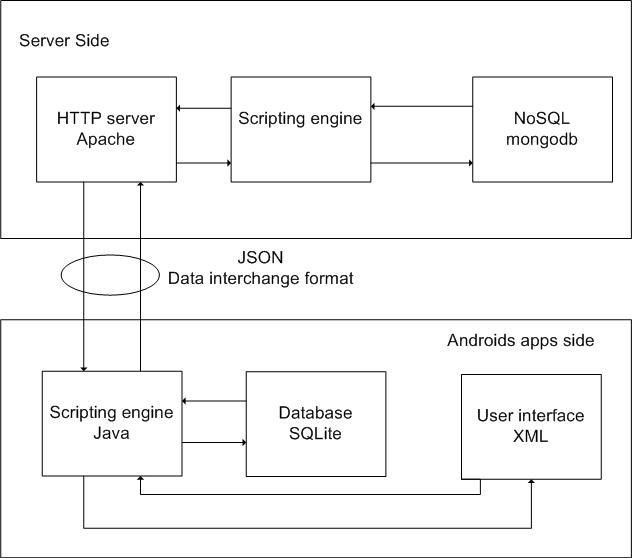 Server Side
HTTP server
Apache
Scripting engine
NoSQL
mongodb
JSON
Data interchange format
Androids apps side
Scripting engine
Java
Database
SQLite
User interface
XML